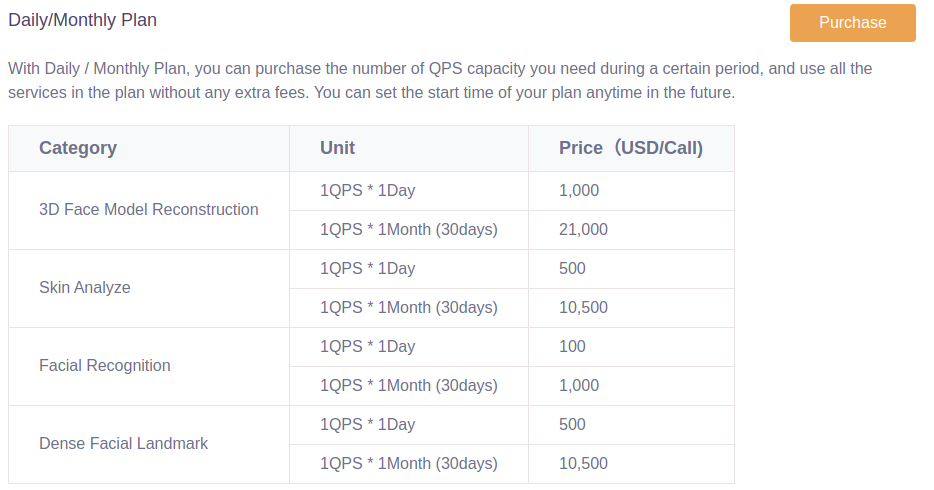 Daily/Monthly Plan
Purchase
With Daily / Monthly Plan, you can purchase the number of QPS capacity you need during a certain period, and use all the
services in the plan without any extra fees. You can set the start time of your plan anytime in the future.
Category Unit Price（USD/Call)
3D Face Model Reconstruction
1QPS * 1Day 1,000
1QPS * 1Month (30days) 21,000
Skin Analyze
1QPS * 1Day 500
1QPS * 1Month (30days) 10,500
Facial Recognition
1QPS * 1Day 100
1QPS * 1Month (30days) 1,000
Dense Facial Landmark
1QPS * 1Day 500
1QPS * 1Month (30days) 10,500